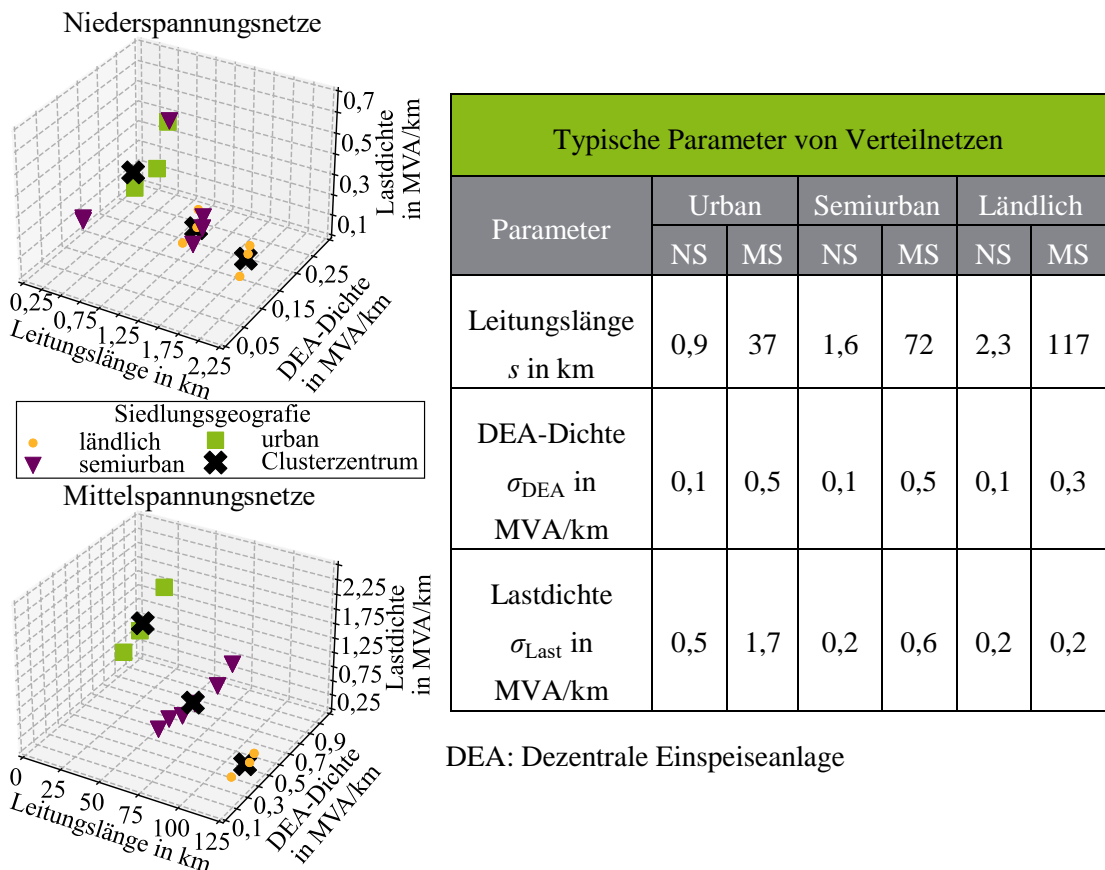 Niederspannungsnetze
0,7
0,5
0,3
0,1
Lastdichte
in MVA/km
0,25
0,15
0,05
DEA-Dichte
in MVA/km
0,25
0,75
1,25
1,75
2,25
Leitungslänge in km
Siedlungsgeografie
ländlich
urban
semiurban
Clusterzentrum
Mittelspannungsnetze
2,25
1,75
1,25
0,75
0,25
Lastdichte
in MVA/km
0,9
0,7
0,5
0,3
0,1
DEA-Dichte
in MVA/km
0
25
50
75
100
125
Leitungslänge in km
Typische Parameter von Verteilnetzen
Parameter Urban Semiurban Ländlich
NS MS NS MS NS MS
Leitungslänge
s in km
0,9 37 1,6 72 2,3 117
DEA-Dichte
σDEA in
MVA/km
0,1 0,5 0,1 0,5 0,1 0,3
Lastdichte
σLast in
MVA/km
0,5 1,7 0,2 0,6 0,2 0,2
DEA: Dezentrale Einspeiseanlage